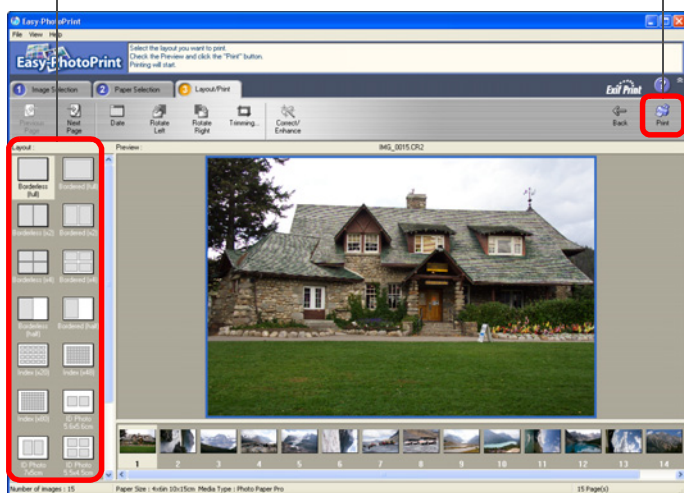 Easy-PhotoPrint
File View Help
Easy-PhotoPrint
Select the layout you want to print.
Check the Preview and click the "Print" button.
Printing will start.
1 Image Selection
2 Paper Selection
3 Layout/Print
Exif Print
Previous Page
Next Page
Date
Rotate Left
Rotate Right
Trimming...
Correct/ Enhance
Back
Print
Layout :
Preview :
IMG_0015.CR2
Borderless (full)
Bordered (full)
Borderless (x2)
Bordered (x2)
Borderless (x4)
Bordered (x4)
Borderless (half)
Bordered (half)
Index (x20)
Index (x40)
Index (x80)
ID Photo 5.6x5.6cm
ID Photo 7x5cm
ID Photo 5.5x4.5cm
1 2 3 4 5 6 7 8 9 10 11 12 13 14
Number of images : 15
Paper Size : 4x6in 10x15cm Media Type : Photo Paper Pro
15 Page(s)